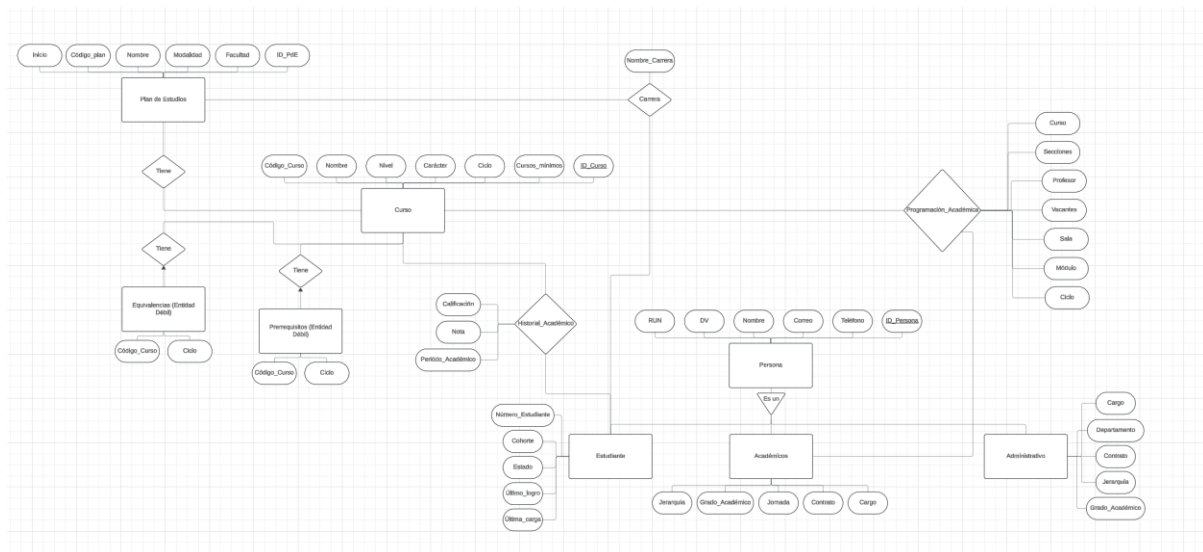 Inicio
Código_plan
Nombre
Modalidad
Facultad
ID_PdE
Plan de Estudios
Nombre_Carrera
Carrera
Tiene
Código_Curso
Nombre
Nivel
Carácter
Ciclo
Cursos_mínimos
ID_Curso
Curso
Programación_Académica
Curso
Secciones
Profesor
Vacantes
Sala
Módulo
Ciclo
Tiene
Equivalencias (Entidad
Débil)
Código_Curso
Ciclo
Tiene
Prerrequisitos (Entidad
Débil)
Código_Curso
Ciclo
Calificación
Nota
Periódo_Académico
Historial_Académico
RUN
DV
Nombre
Correo
Teléfono
ID_Persona
Persona
Es un
Número_Estudiante
Cohorte
Estado
Último_logro
Última_carga
Estudiante
Académicos
Jerarquía
Grado_Académico
Jornada
Contrato
Cargo
Administrativo
Cargo
Departamento
Contrato
Jerarquía
Grado_Académico